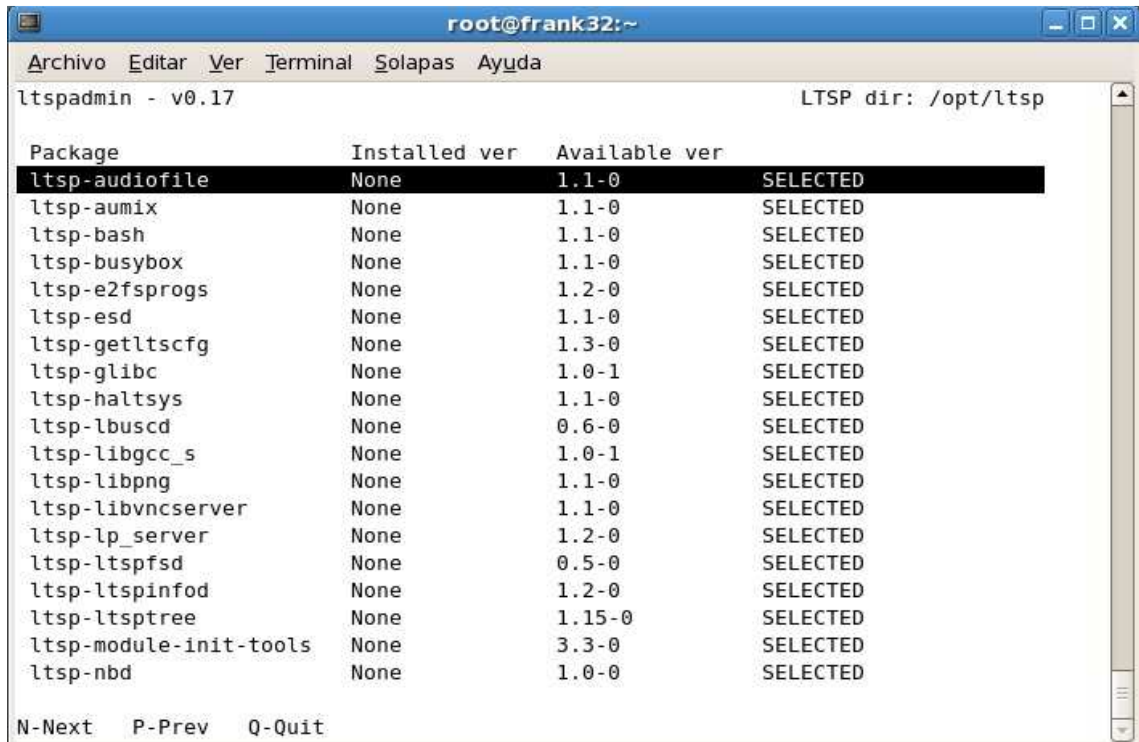 root@frank32:~
Archivo Editar Ver Terminal Solapas Ayuda
ltspadmin - v0.17 LTSP dir: /opt/ltsp
Package Installed ver Available ver
ltsp-audiofile None 1.1-0 SELECTED
ltsp-aumix None 1.1-0 SELECTED
ltsp-bash None 1.1-0 SELECTED
ltsp-busybox None 1.1-0 SELECTED
ltsp-e2fsprogs None 1.2-0 SELECTED
ltsp-esd None 1.1-0 SELECTED
ltsp-getltscfg None 1.3-0 SELECTED
ltsp-glibc None 1.0-1 SELECTED
ltsp-haltsys None 1.1-0 SELECTED
ltsp-lbuscd None 0.6-0 SELECTED
ltsp-libgcc_s None 1.0-1 SELECTED
ltsp-libpng None 1.1-0 SELECTED
ltsp-libvncserver None 1.1-0 SELECTED
ltsp-lp_server None 1.2-0 SELECTED
ltsp-ltspfsd None 0.5-0 SELECTED
ltsp-ltspinfod None 1.2-0 SELECTED
ltsp-ltsptree None 1.15-0 SELECTED
ltsp-module-init-tools None 3.3-0 SELECTED
ltsp-nbd None 1.0-0 SELECTED
N-Next P-Prev Q-Quit